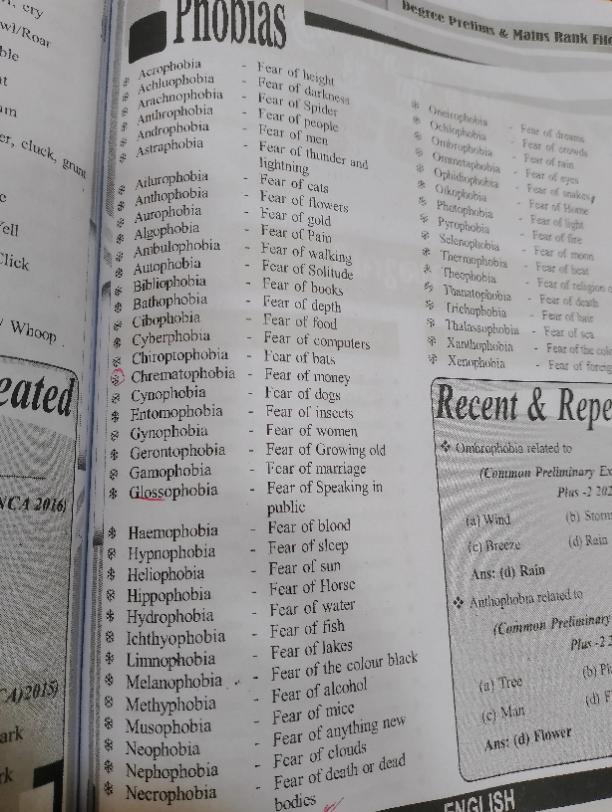 , cry
wl/Roar
ble
at
am
er, cluck, grunt
e
Yell
Click
/ Whoop
eated
NCA 2016)
CA)2015)
ark
rk
Degree Prelims & Mains Rank File
Phobias
Acrophobia - Fear of height
Achluophobia - Fear of darkness
Arachnophobia - Fear of Spider
Anthrophobia - Fear of people
Androphobia - Fear of men
Astraphobia - Fear of thunder and
lightning
Ailurophobia - Fear of cats
Anthophobia - Fear of flowers
Aurophobia - Fear of gold
Algophobia - Fear of Pain
Ambulophobia - Fear of walking
Autophobia - Fear of Solitude
Bibliophobia - Fear of books
Bathophobia - Fear of depth
Cibophobia - Fear of food
Cyberphobia - Fear of computers
Chiroptophobia - Fear of bats
Chrematophobia - Fear of money
Cynophobia - Fear of dogs
Entomophobia - Fear of insects
Gynophobia - Fear of women
Gerontophobia - Fear of Growing old
Gamophobia - Fear of marriage
Glossophobia - Fear of Speaking in
public
Haemophobia - Fear of blood
Hypnophobia - Fear of sleep
Heliophobia - Fear of sun
Hippophobia - Fear of Horse
Hydrophobia - Fear of water
Ichthyophobia - Fear of fish
Limnophobia - Fear of lakes
Melanophobia - Fear of the colour black
Methyphobia - Fear of alcohol
Musophobia - Fear of mice
Neophobia - Fear of anything new
Nephophobia - Fear of clouds
Necrophobia - Fear of death or dead
bodies
Oneirophobia - Fear of dreams
Ochlophobia - Fear of crowds
Ombrophobia - Fear of rain
Ommetaphobia - Fear of eyes
Ophidiophobia - Fear of snakes
Oikophobia - Fear of Home
Photophobia - Fear of light
Pyrophobia - Fear of fire
Selenophobia - Fear of moon
Thermophobia - Fear of heat
Theophobia - Fear of religion
Thanatophobia - Fear of death
Trichophobia - Fear of hair
Thalassophobia - Fear of sea
Xanthophobia - Fear of the colo
Xenophobia - Fear of foreig
Recent & Repe
Ombrophobia related to
(Common Preliminary Ex
Plus -2 202
(a) Wind (b) Storm
(c) Breeze (d) Rain
Ans: (d) Rain
Anthophobia related to
(Common Preliminary
Plus -2 2
(a) Tree (b) Pl
(c) Man (d) F
Ans: (d) Flower
ENGLISH